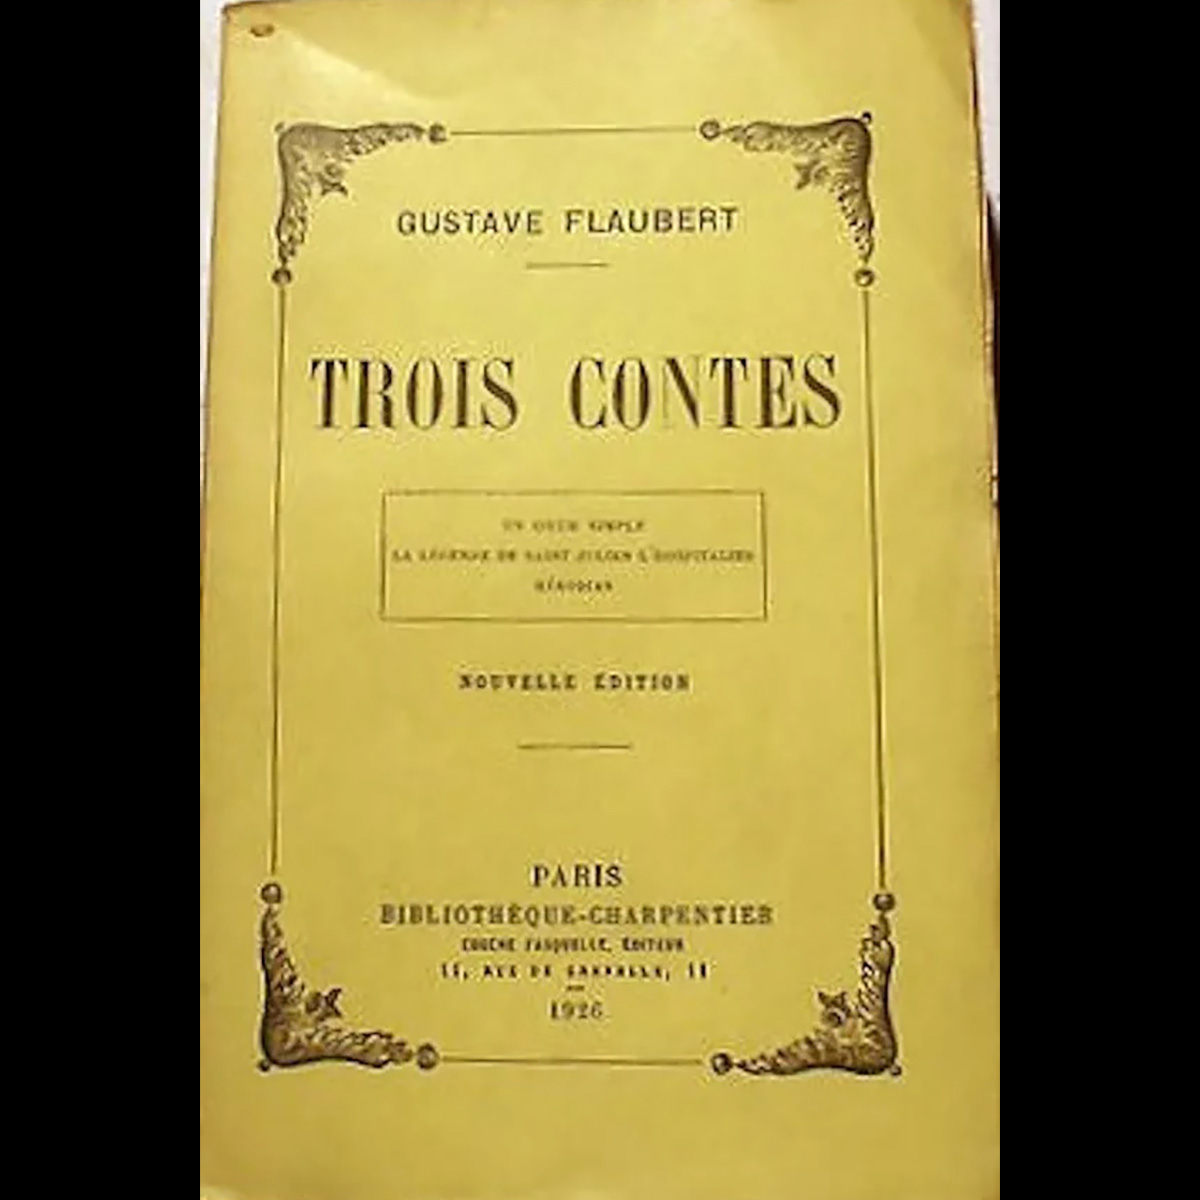 GUSTAVE FLAUBERT
TROIS CONTES
UN CŒUR SIMPLE
LA LÉGENDE DE SAINT JULIEN L'HOSPITALIER
HÉRODIAS
NOUVELLE ÉDITION
PARIS
BIBLIOTHÈQUE-CHARPENTIER
EUGÈNE FASQUELLE, ÉDITEUR
11, RUE DE GRENELLE, 11
1926